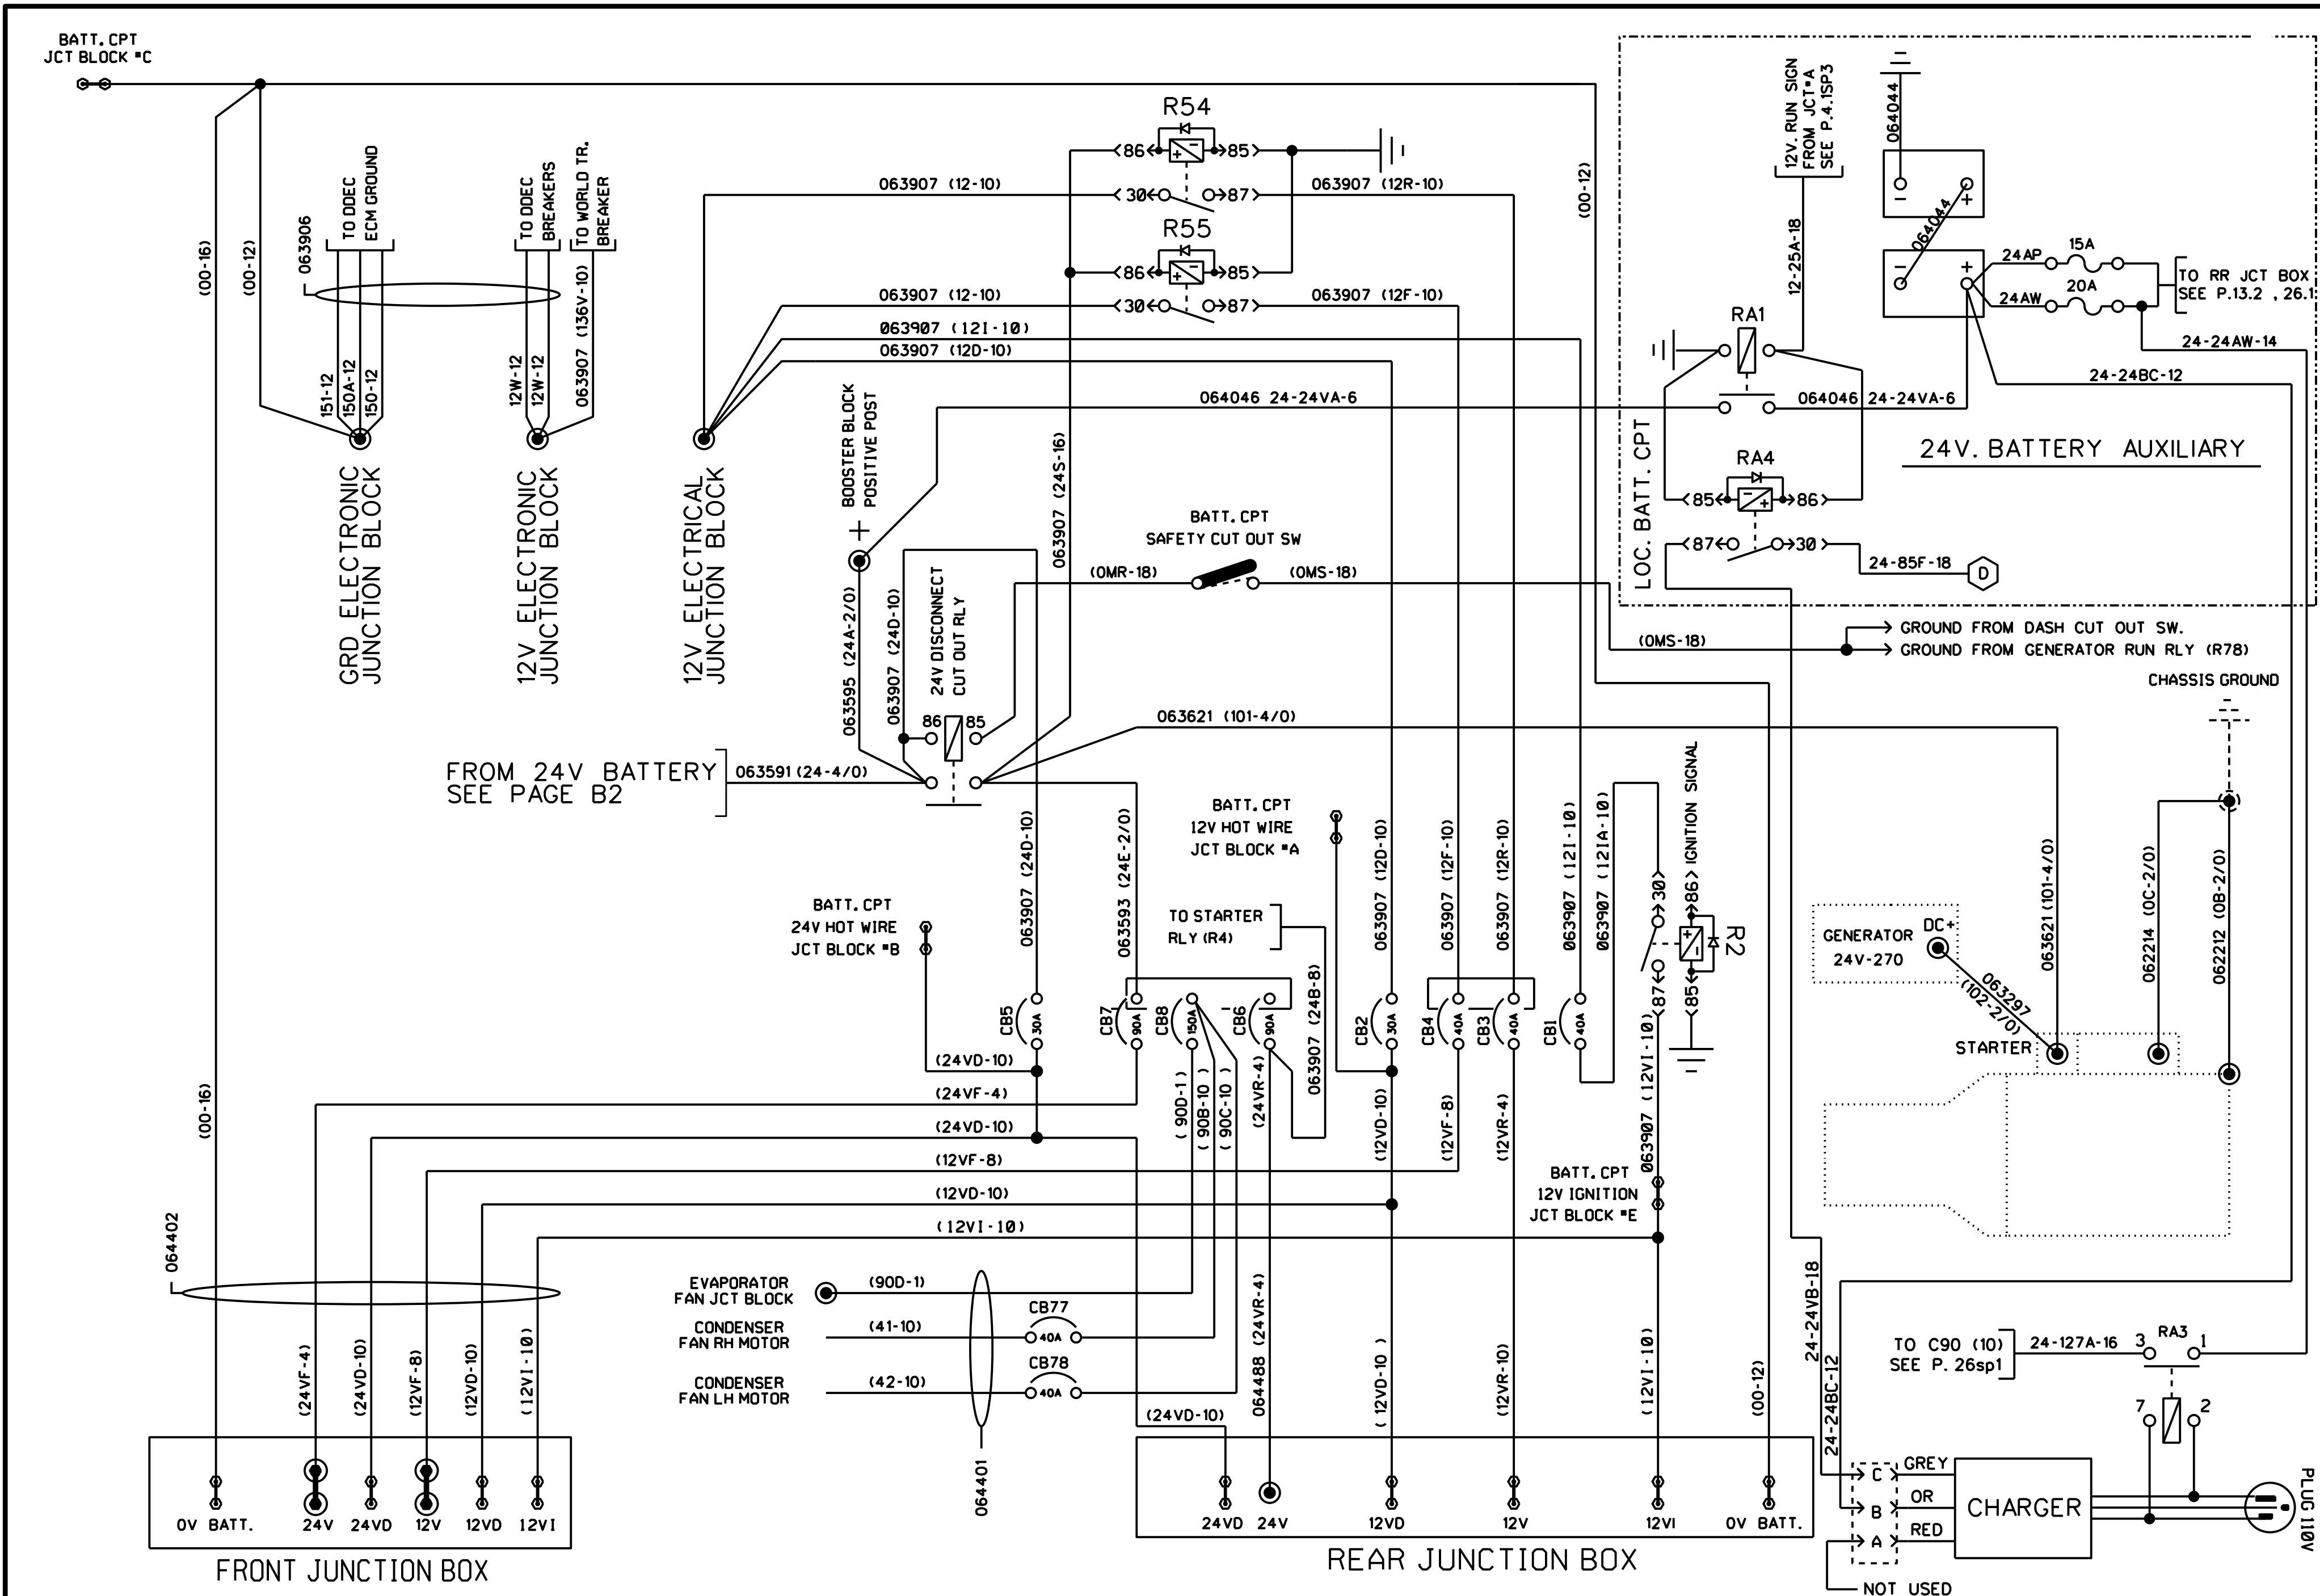 BATT. CPT
JCT BLOCK "C
(00-16)
(00-12)
063906
TO DDEC
ECM GROUND
151-12
150A-12
150-12
TO DDEC
BREAKERS
TO WORLD TR.
BREAKER
12W-12
12W-12
063907 (136V-10)
GRD ELECTRONIC
JUNCTION BLOCK
12V ELECTRONIC
JUNCTION BLOCK
12V ELECTRICAL
JUNCTION BLOCK
R54
86
85
063907 (12-10)
30
87
063907 (12R-10)
R55
86
85
063907 (12-10)
30
87
063907 (12F-10)
063907 (12I-10)
063907 (12D-10)
(00-12)
BOOSTER BLOCK
POSITIVE POST
+
064046 24-24VA-6
063907 (24S-16)
BATT. CPT
SAFETY CUT OUT SW
(0MR-18)
(0MS-18)
063595 (24A-2/0)
063907 (24D-10)
24V DISCONNECT
CUT OUT RLY
86
85
063621 (101-4/0)
FROM 24V BATTERY
SEE PAGE B2
063591 (24-4/0)
12V. RUN SIGN
FROM JCT"A
SEE P.4.1SP3
12-25A-18
064044
064044
24AP
15A
24AW
20A
TO RR JCT BOX
SEE P.13.2 , 26.1
24-24AW-14
24-24BC-12
RA1
064046 24-24VA-6
24V. BATTERY AUXILIARY
LOC. BATT. CPT
RA4
85
86
87
30
24-85F-18
D
(0MS-18)
GROUND FROM DASH CUT OUT SW.
GROUND FROM GENERATOR RUN RLY (R78)
CHASSIS GROUND
BATT. CPT
24V HOT WIRE
JCT BLOCK "B
BATT. CPT
12V HOT WIRE
JCT BLOCK "A
TO STARTER
RLY (R4)
063907 (24D-10)
063593 (24E-2/0)
063907 (24B-8)
063907 (12D-10)
063907 (12F-10)
063907 (12R-10)
063907 (12I-10)
063907 (12IA-10)
30
86
IGNITION SIGNAL
R2
87
85
063907 (12VI-10)
CB5
30A
CB7
90A
CB8
150A
CB6
90A
CB2
30A
CB4
40A
CB3
40A
CB1
40A
GENERATOR
24V-270
DC+
063297
(102-2/0)
STARTER
063621 (101-4/0)
062214 (0C-2/0)
062212 (0B-2/0)
(24VD-10)
(24VF-4)
(24VD-10)
(12VF-8)
(12VD-10)
(12VI-10)
( 90D-1 )
( 90B-10 )
( 90C-10 )
(24VR-4)
(12VD-10)
(12VF-8)
(12VR-4)
BATT. CPT
12V IGNITION
JCT BLOCK "E
(00-16)
064402
EVAPORATOR
FAN JCT BLOCK
(90D-1)
CONDENSER
FAN RH MOTOR
(41-10)
CB77
40A
CONDENSER
FAN LH MOTOR
(42-10)
CB78
40A
064401
(24VD-10)
064488 (24VR-4)
( 12VD-10 )
(12VR-10)
(12VI-10)
(00-12)
24-24VB-18
24-24BC-12
TO C90 (10)
SEE P. 26sp1
24-127A-16
3
RA3
1
7
2
(24VF-4)
(24VD-10)
(12VF-8)
(12VD-10)
(12VI-10)
0V BATT.
24V
24VD
12V
12VD
12VI
FRONT JUNCTION BOX
24VD
24V
12VD
12V
12VI
0V BATT.
REAR JUNCTION BOX
C
GREY
B
OR
A
RED
CHARGER
PLUG 110V
NOT USED